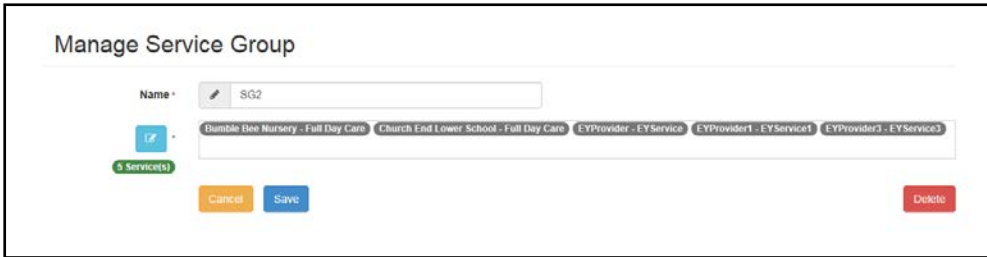 Manage Service Group
Name *
SG2
*
Bumble Bee Nursery - Full Day Care Church End Lower School - Full Day Care EYProvider - EYService EYProvider1 - EYService1 EYProvider3 - EYService3
5 Service(s)
Cancel Save Delete